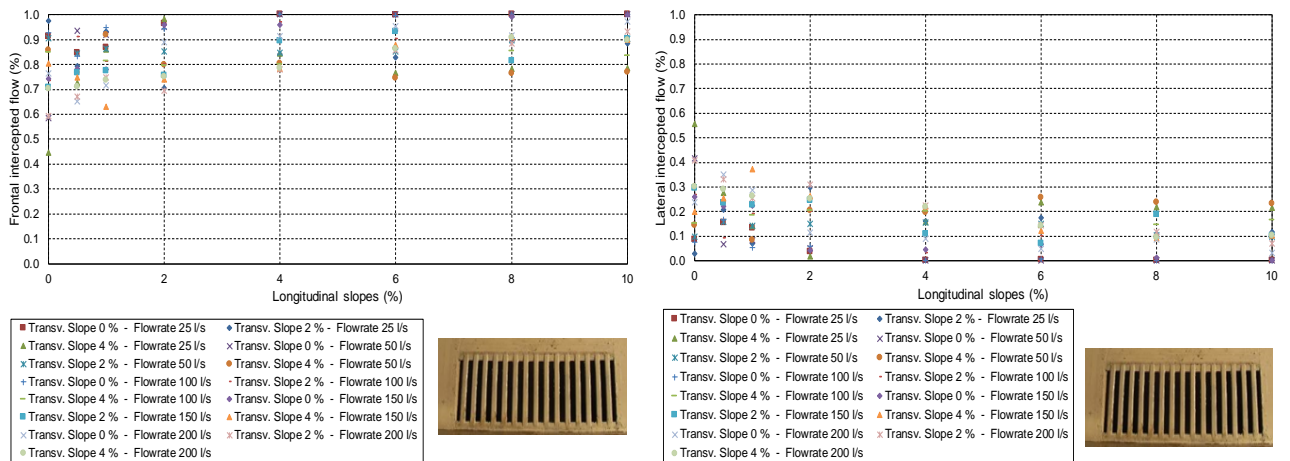 1.0
0.9
0.8
0.7
0.6
0.5
0.4
0.3
0.2
0.1
0.0
Frontal intercepted flow (%)
0 2 4 6 8 10
Longitudinal slopes (%)
Transv. Slope 0 % - Flowrate 25 l/s Transv. Slope 2 % - Flowrate 25 l/s
Transv. Slope 4 % - Flowrate 25 l/s Transv. Slope 0 % - Flowrate 50 l/s
Transv. Slope 2 % - Flowrate 50 l/s Transv. Slope 4 % - Flowrate 50 l/s
Transv. Slope 0 % - Flowrate 100 l/s Transv. Slope 2 % - Flowrate 100 l/s
Transv. Slope 4 % - Flowrate 100 l/s Transv. Slope 0 % - Flowrate 150 l/s
Transv. Slope 2 % - Flowrate 150 l/s Transv. Slope 4 % - Flowrate 150 l/s
Transv. Slope 0 % - Flowrate 200 l/s Transv. Slope 2 % - Flowrate 200 l/s
Transv. Slope 4 % - Flowrate 200 l/s
1.0
0.9
0.8
0.7
0.6
0.5
0.4
0.3
0.2
0.1
0.0
Lateral intercepted flow (%)
0 2 4 6 8 10
Longitudinal slopes (%)
Transv. Slope 0 % - Flowrate 25 l/s Transv. Slope 2 % - Flowrate 25 l/s
Transv. Slope 4 % - Flowrate 25 l/s Transv. Slope 0 % - Flowrate 50 l/s
Transv. Slope 2 % - Flowrate 50 l/s Transv. Slope 4 % - Flowrate 50 l/s
Transv. Slope 0 % - Flowrate 100 l/s Transv. Slope 2 % - Flowrate 100 l/s
Transv. Slope 4 % - Flowrate 100 l/s Transv. Slope 0 % - Flowrate 150 l/s
Transv. Slope 2 % - Flowrate 150 l/s Transv. Slope 4 % - Flowrate 150 l/s
Transv. Slope 0 % - Flowrate 200 l/s Transv. Slope 2 % - Flowrate 200 l/s
Transv. Slope 4 % - Flowrate 200 l/s